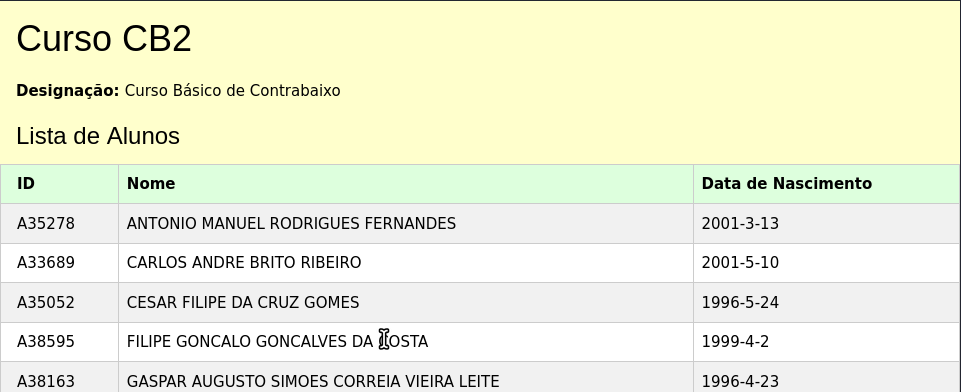 Curso CB2
Designação: Curso Básico de Contrabaixo
Lista de Alunos
ID Nome Data de Nascimento
A35278 ANTONIO MANUEL RODRIGUES FERNANDES 2001-3-13
A33689 CARLOS ANDRE BRITO RIBEIRO 2001-5-10
A35052 CESAR FILIPE DA CRUZ GOMES 1996-5-24
A38595 FILIPE GONCALO GONCALVES DA COSTA 1999-4-2
A38163 GASPAR AUGUSTO SIMOES CORREIA VIEIRA LEITE 1996-4-23